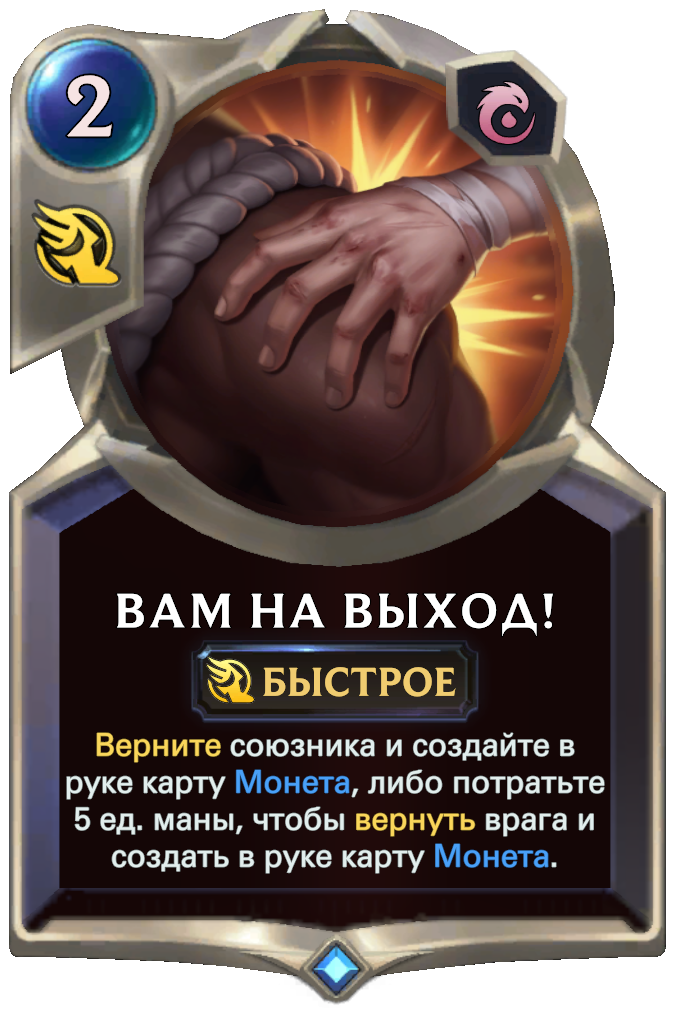 2
ВАМ НА ВЫХОД!
БЫСТРОЕ
Верните союзника и создайте в
руке карту Монета, либо потратьте
5 ед. маны, чтобы вернуть врага и
создать в руке карту Монета.